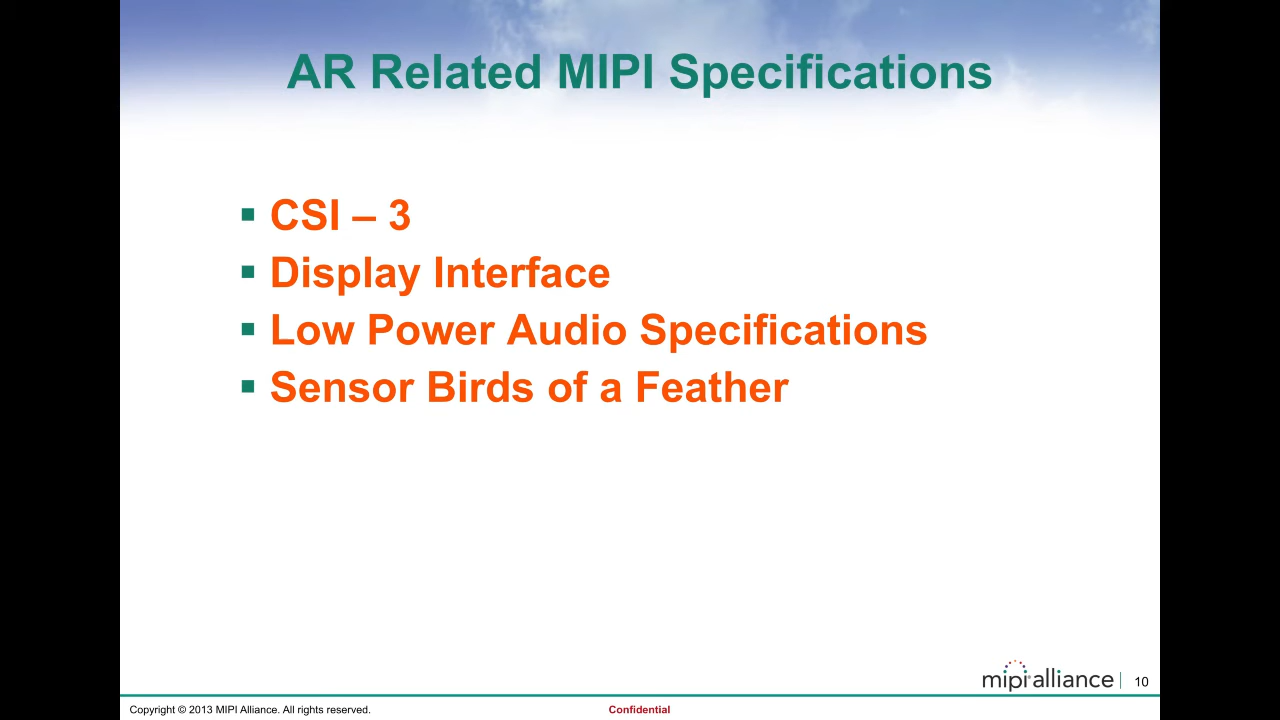 AR Related MIPI Specifications
CSI – 3
Display Interface
Low Power Audio Specifications
Sensor Birds of a Feather
mipi alliance | 10
Copyright © 2013 MIPI Alliance. All rights reserved.
Confidential